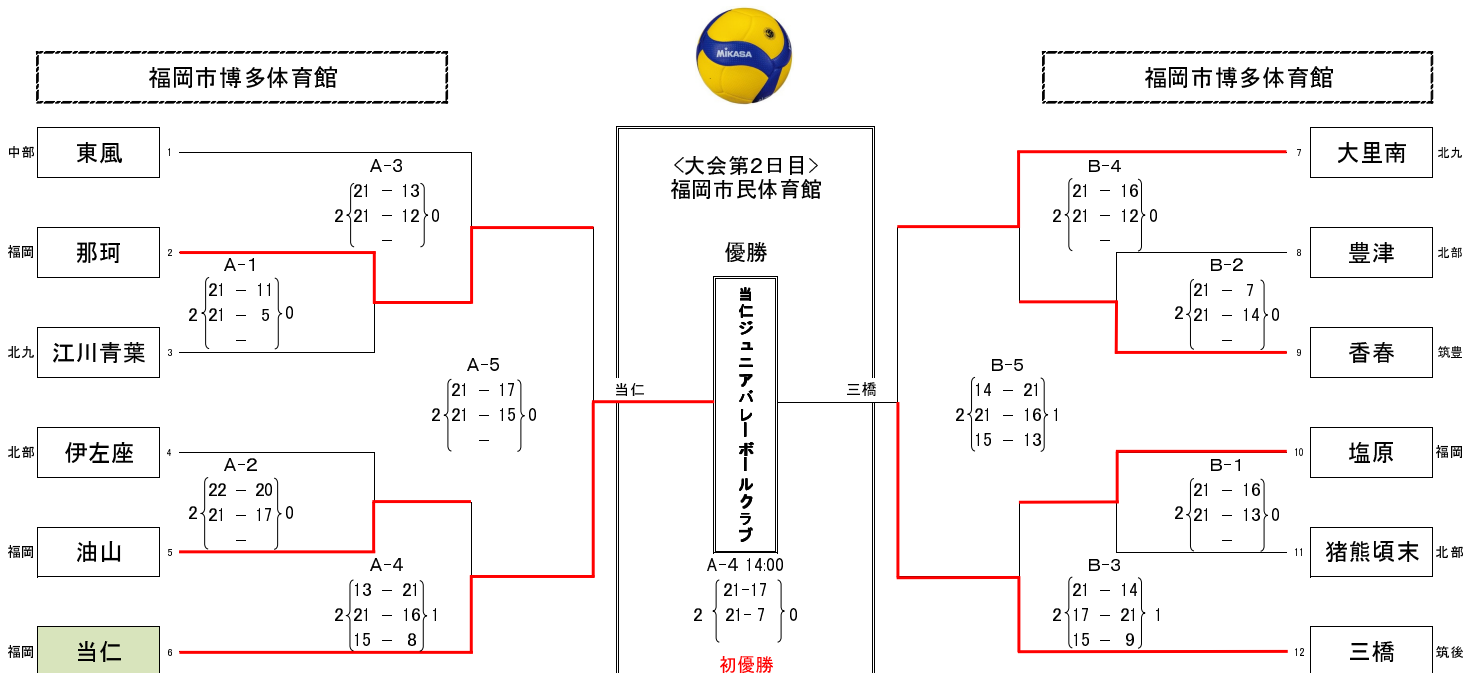 MIKASA
福岡市博多体育館
福岡市博多体育館
<大会第2日目>
福岡市民体育館
優勝
当仁ジュニアバレーボールクラブ
A-4 14:00
21-17
2 21- 7 0
初優勝
当仁
三橋
中部 東風 1
福岡 那珂 2
北九 江川青葉 3
北部 伊左座 4
福岡 油山 5
福岡 当仁 6
A-3
21 - 13
2 21 - 12 0
-
A-1
21 - 11
2 21 - 5 0
-
A-5
21 - 17
2 21 - 15 0
-
A-2
22 - 20
2 21 - 17 0
-
A-4
13 - 21
2 21 - 16 1
15 - 8
7 大里南 北九
8 豊津 北部
9 香春 筑豊
10 塩原 福岡
11 猪熊頃末 北部
12 三橋 筑後
B-4
21 - 16
2 21 - 12 0
-
B-2
21 - 7
2 21 - 14 0
-
B-5
14 - 21
2 21 - 16 1
15 - 13
B-1
21 - 16
2 21 - 13 0
-
B-3
21 - 14
2 17 - 21 1
15 - 9